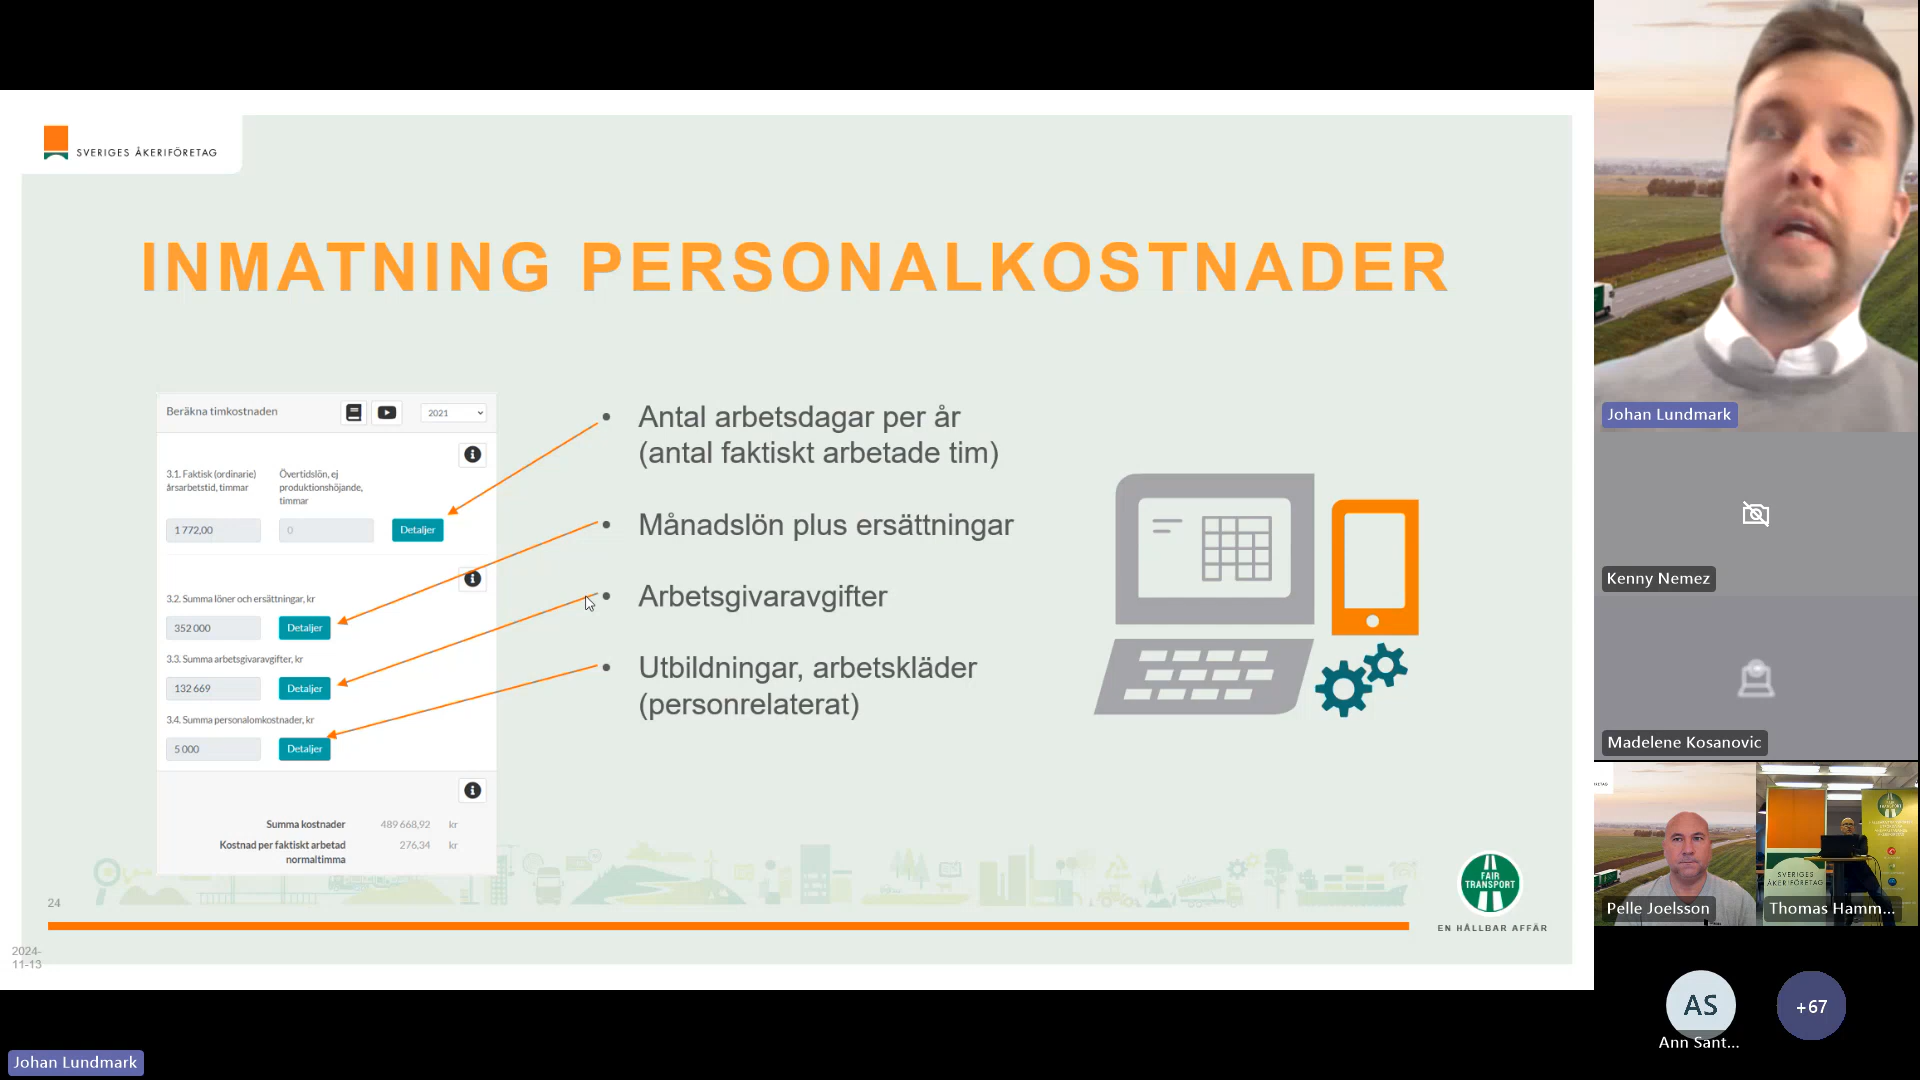 SVERIGES ÅKERIFÖRETAG
INMATNING PERSONALKOSTNADER
Beräkna timkostnaden
2021
3.1. Faktisk (ordinarie)
årsarbetstid, timmar
Övertidslön, ej
produktionshöjande,
timmar
1 772,00
0
Detaljer
3.2. Summa löner och ersättningar, kr
352 000
Detaljer
3.3. Summa arbetsgivaravgifter, kr
132 669
Detaljer
3.4. Summa personalomkostnader, kr
5 000
Detaljer
Summa kostnader 489 668,92 kr
Kostnad per faktiskt arbetad
normaltimma
276,34 kr
• Antal arbetsdagar per år
(antal faktiskt arbetade tim)
• Månadslön plus ersättningar
• Arbetsgivaravgifter
• Utbildningar, arbetskläder
(personrelaterat)
24
FAIR
TRANSPORT
EN HÅLLBAR AFFÄR
2024-
11-13
Johan Lundmark
Johan Lundmark
Kenny Nemez
Madelene Kosanovic
Pelle Joelsson
SVERIGES
ÅKERIFÖRETAG
FAIR
TRANSPORT
Thomas Hamm...
AS
Ann Sant...
+67